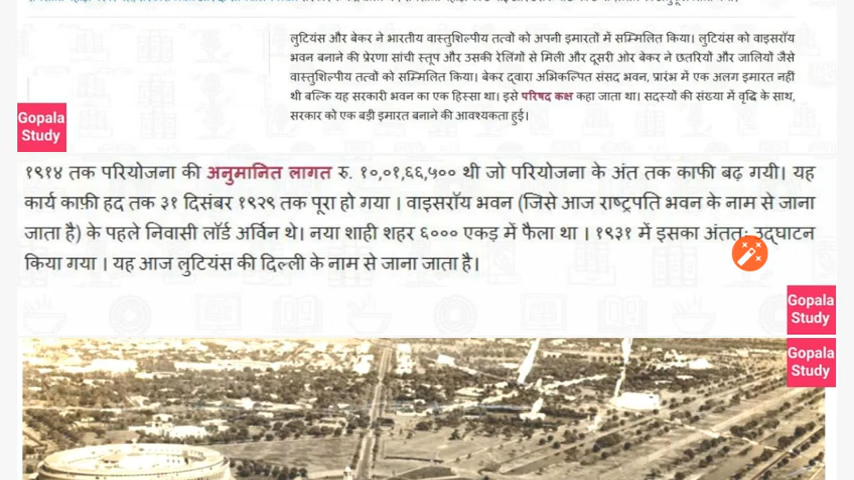 लुटियंस और बेकर ने भारतीय वास्तुशिल्पीय तत्वो को अपनी इमारतों में सम्मिलित किया। लुटियंस को वाइसरॉय
भवन बनाने की प्रेरणा सांची स्तूप और उसकी रेलिंगों से मिली और दूसरी ओर बेकर ने छतरियों और जालियों जैसे
वास्तुशिल्पीय तत्वों को सम्मिलित किया। बेकर द्वारा अभिकल्पित संसद भवन, प्रारंभ में एक अलग इमारत नहीं
थी बल्कि यह सरकारी भवन का एक हिस्सा था। इसे परिषद कक्ष कहा जाता था। सदस्यों की संख्या में वृद्धि के साथ,
सरकार को एक बड़ी इमारत बनाने की आवश्यकता हुई।
Gopala
Study
१९१४ तक परियोजना की अनुमानित लागत रु. १०,०१,६६,५०० थी जो परियोजना के अंत तक काफी बढ़ गयी। यह
कार्य काफ़ी हद तक ३१ दिसंबर १९२९ तक पूरा हो गया । वाइसरॉय भवन (जिसे आज राष्ट्रपति भवन के नाम से जाना
जाता है) के पहले निवासी लॉर्ड अर्विन थे। नया शाही शहर ६००० एकड़ में फैला था । १९३१ में इसका अंततः उद्घाटन
किया गया । यह आज लुटियंस की दिल्ली के नाम से जाना जाता है।
Gopala
Study
Gopala
Study